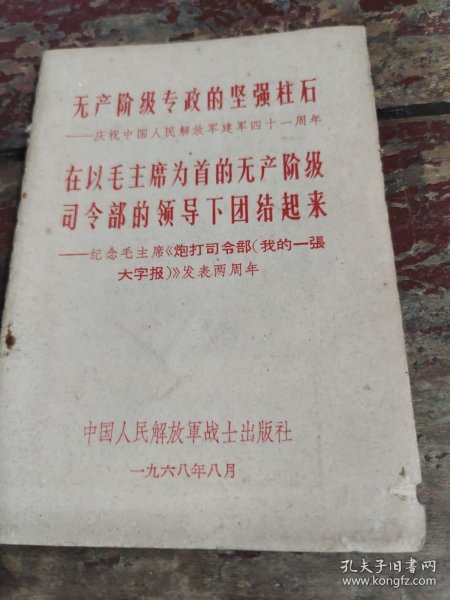 无产阶级专政的坚强柱石
——庆祝中国人民解放军建军四十一周年
在以毛主席为首的无产阶级
司令部的领导下团结起来
——纪念毛主席《炮打司令部(我的一張
大字报)》发表两周年
中国人民解放軍战士出版社
一九六八年八月
孔夫子旧书网
www.kongfz.com